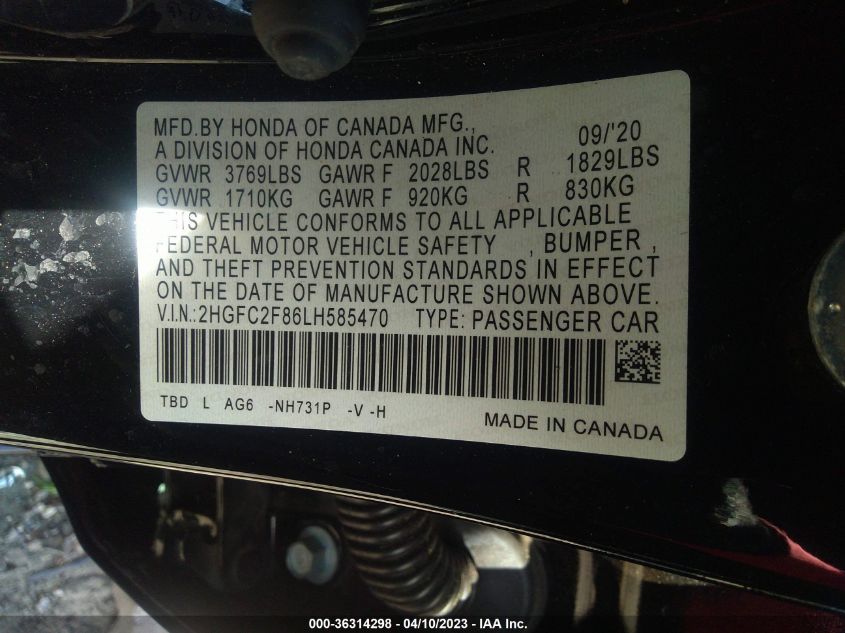 MFD.BY HONDA OF CANADA MFG., 09/'20
A DIVISION OF HONDA CANADA INC.
GVWR 3769LBS GAWR F 2028LBS R 1829LBS
GVWR 1710KG GAWR F 920KG R 830KG
THIS VEHICLE CONFORMS TO ALL APPLICABLE
FEDERAL MOTOR VEHICLE SAFETY , BUMPER ,
AND THEFT PREVENTION STANDARDS IN EFFECT
ON THE DATE OF MANUFACTURE SHOWN ABOVE.
V.I.N.:2HGFC2F86LH585470 TYPE: PASSENGER CAR
TBD L AG6 -NH731P -V -H
MADE IN CANADA
000-36314298 - 04/10/2023 - IAA Inc.